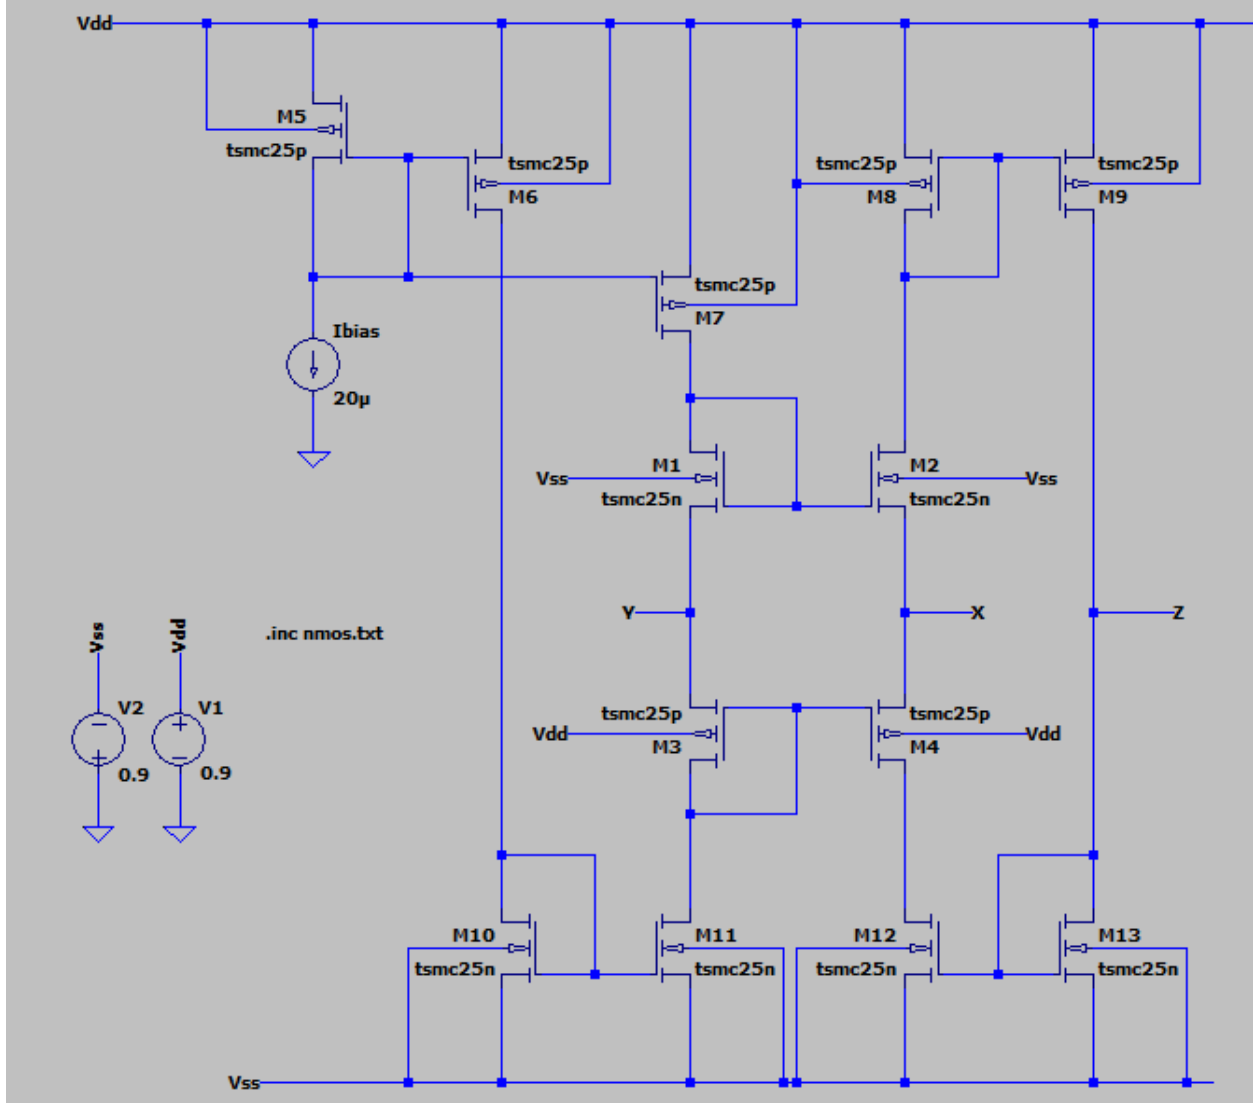 Vdd
M5
tsmc25p
tsmc25p
M6
tsmc25p
M8
tsmc25p
M9
tsmc25p
M7
Ibias
20µ
M1
Vss
tsmc25n
M2
Vss
tsmc25n
Y
X
Z
Vss
Vdd
.inc nmos.txt
V2
0.9
V1
0.9
tsmc25p
Vdd
M3
tsmc25p
Vdd
M4
M10
tsmc25n
M11
tsmc25n
M12
tsmc25n
M13
tsmc25n
Vss